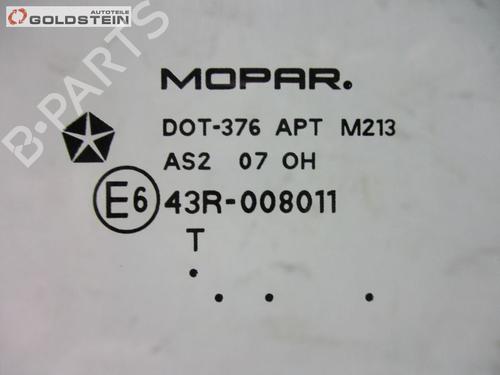 AUTOTEILE
GOLDSTEIN
B-PARTS
MOPAR.
DOT-376 APT M213
AS2 07 OH
E6 43R-008011
T